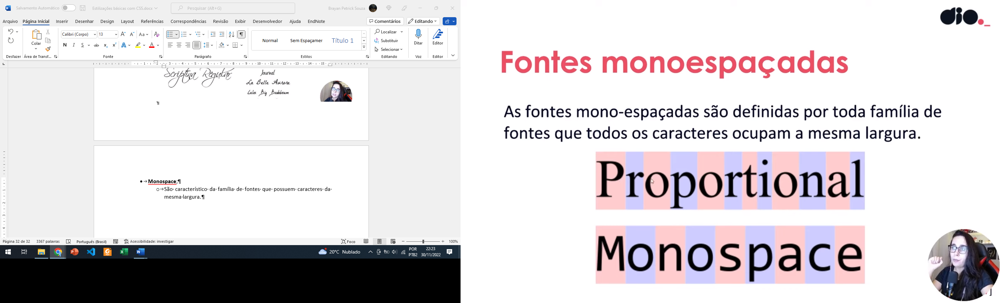 Salvamento Automático
Estilizações básicas com CSS.docx
Pesquisar (Alt+G)
Brayan Petrick Souza
Arquivo
Página Inicial
Inserir
Desenhar
Design
Layout
Referências
Correspondências
Revisão
Exibir
Desenvolvedor
Ajuda
EndNote
Comentários
Editando
Colar
Calibri (Corpo)
13
Normal
Sem Espaçamer
Título 1
Localizar
Substituir
Selecionar
Ditar
Editor
Desfazer
Área de Transf...
Fonte
Parágrafo
Estilos
Editando
Voz
Editor
Scriptina Regular
Journal
La Belle Aurore
Lalex Big Badaboum
Monospace;¶
São· característico· da· família· de· fontes· que· possuem· caracteres· da·
mesma·largura.¶
Página 32 de 32
3367 palavras
Português (Brasil)
Acessibilidade: investigar
Foco
100%
20°C Nublado
POR
PTB2
22:23
30/11/2022
dio._
Fontes monoespaçadas
As fontes mono-espaçadas são definidas por toda família de
fontes que todos os caracteres ocupam a mesma largura.
Proportional
Monospace